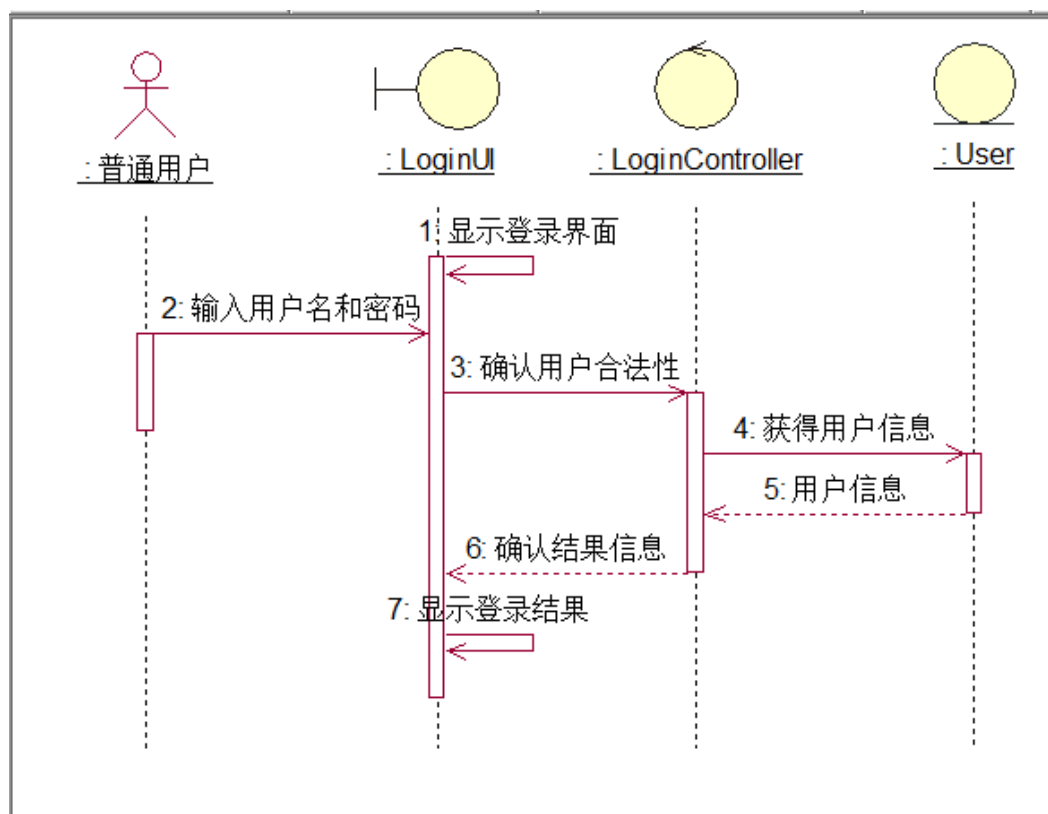 : 普通用户
: LoginUI
: LoginController
: User
1: 显示登录界面
2: 输入用户名和密码
3: 确认用户合法性
4: 获得用户信息
5: 用户信息
6: 确认结果信息
7: 显示登录结果